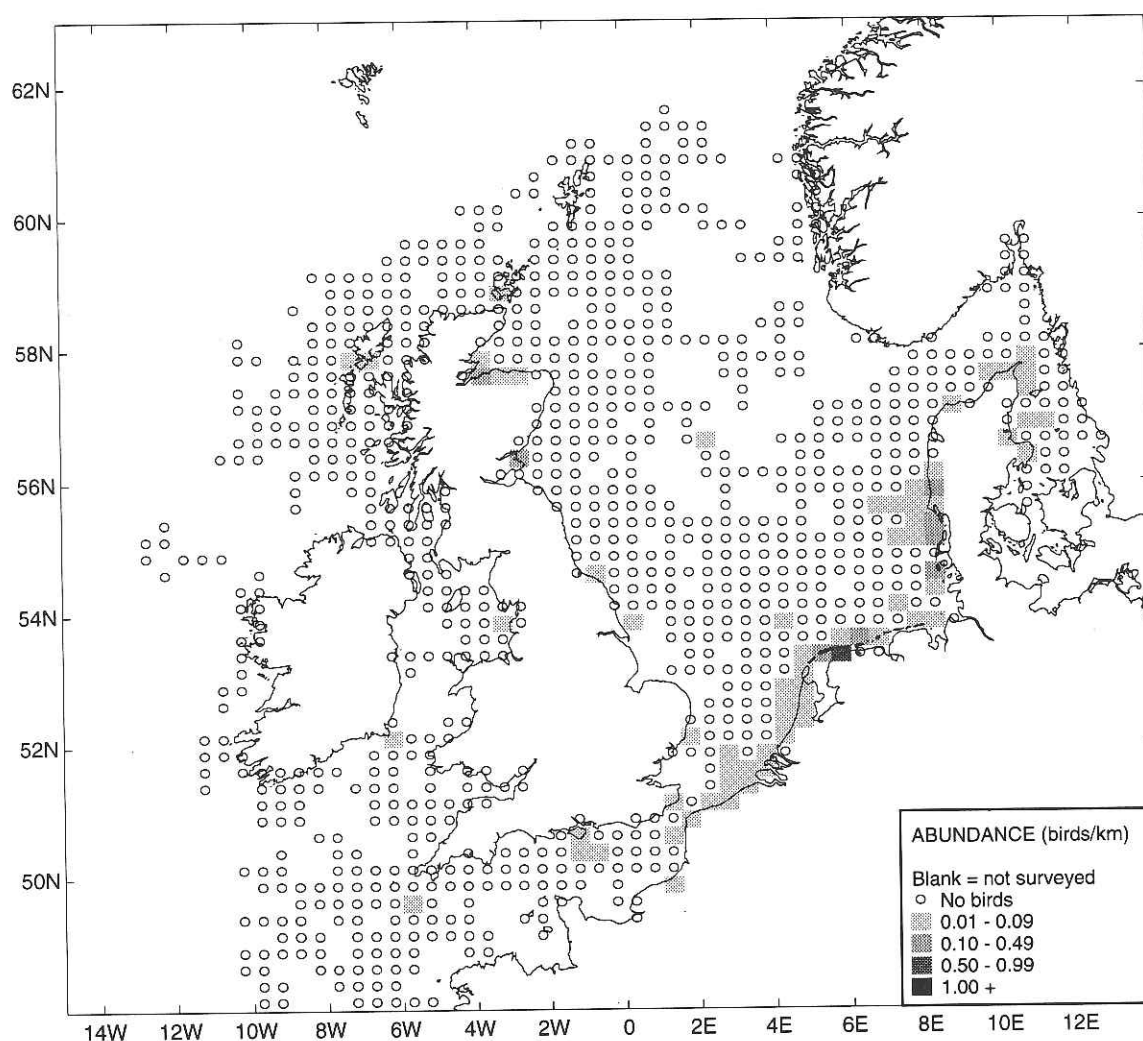 62N
60N
58N
56N
54N
52N
50N
ABUNDANCE (birds/km)
Blank = not surveyed
No birds
0.01 - 0.09
0.10 - 0.49
0.50 - 0.99
1.00 +
14W 12W 10W 8W 6W 4W 2W 0 2E 4E 6E 8E 10E 12E